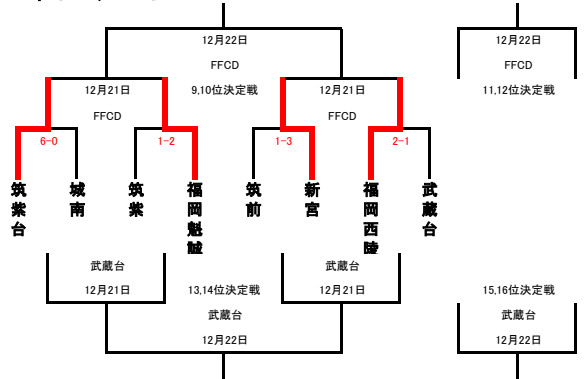 12月22日
12月22日
FFCD
FFCD
12月21日
9,10位決定戦
12月21日
11,12位決定戦
FFCD
FFCD
6-0
1-2
1-3
2-1
筑紫台
城南
筑紫
福岡魁誠
筑前
新宮
福岡西陵
武蔵台
武蔵台
武蔵台
12月21日
13,14位決定戦
12月21日
15,16位決定戦
武蔵台
武蔵台
12月22日
12月22日